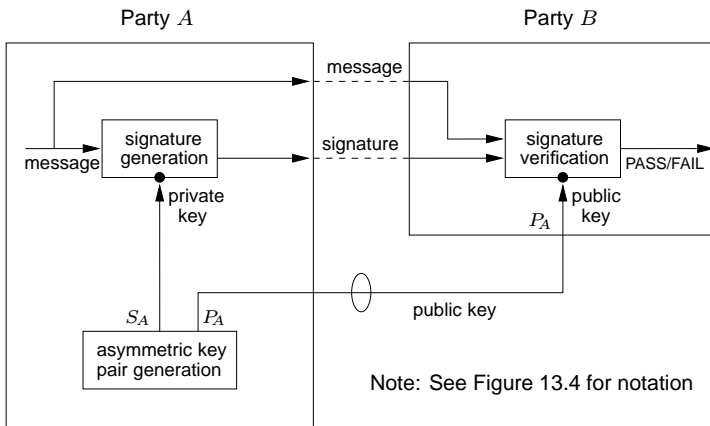 Party A
Party B
message
signature
generation
message
signature
signature
verification
PASS/FAIL
private
key
public
key
P_A
public key
S_A
P_A
asymmetric key
pair generation
Note: See Figure 13.4 for notation